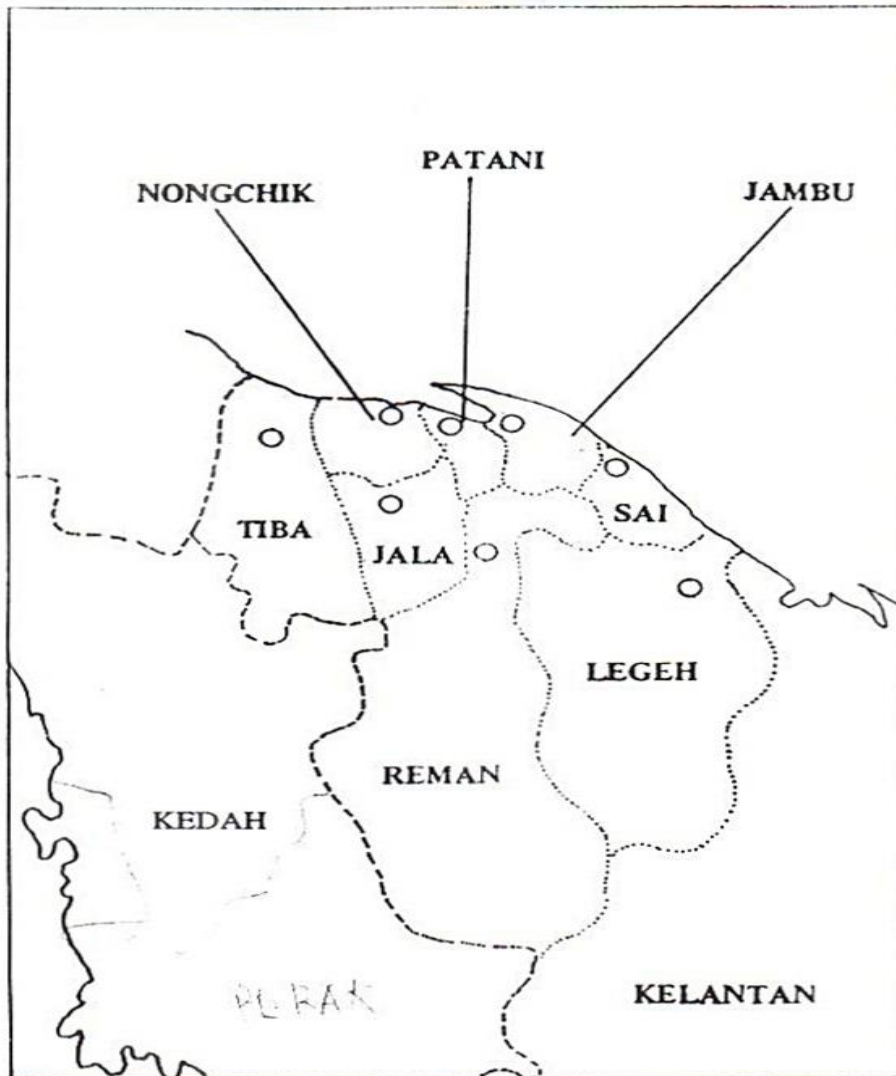 PATANI
NONGCHIK
JAMBU
TIBA
SAI
JALA
LEGEH
REMAN
KEDAH
PERAK
KELANTAN